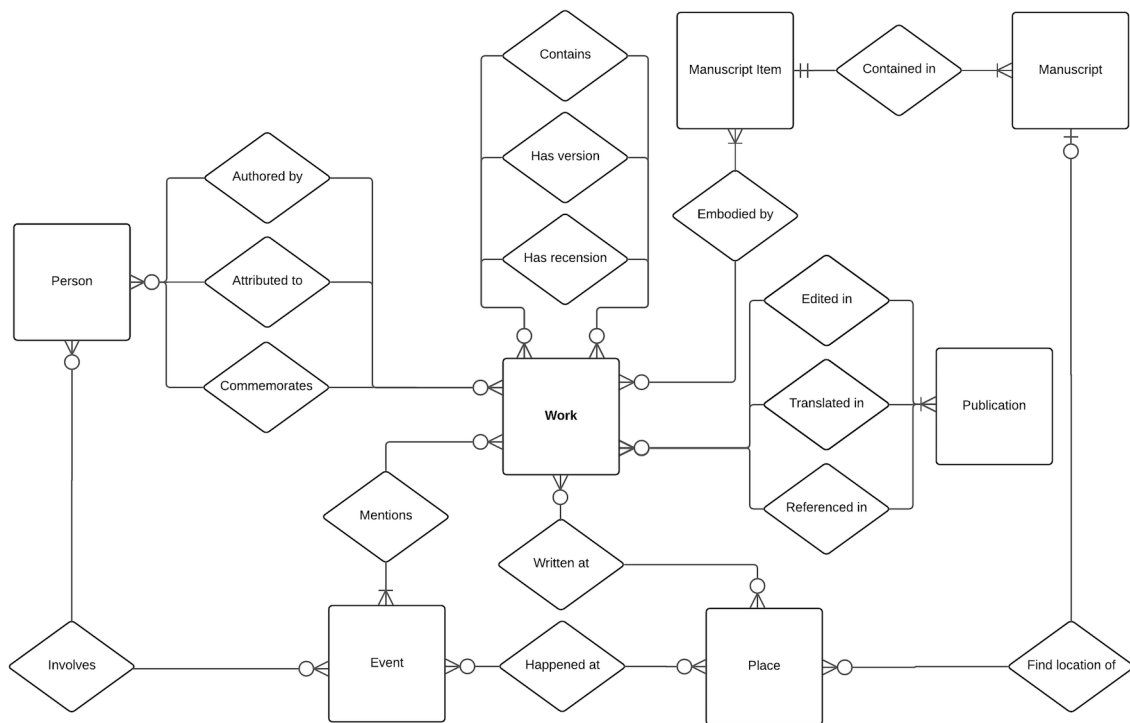 Contains
Manuscript Item
Contained in
Manuscript
Has version
Authored by
Embodied by
Has recension
Person
Attributed to
Edited in
Commemorates
Translated in
Publication
Work
Referenced in
Mentions
Written at
Involves
Event
Happened at
Place
Find location of